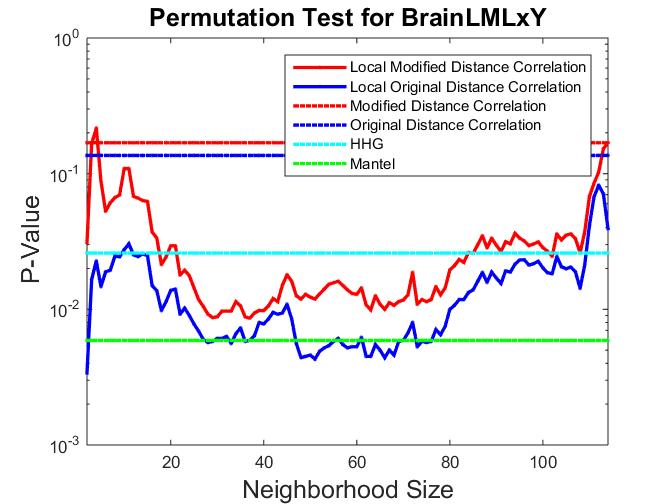 Permutation Test for BrainLMLxY
10^0
10^-1
10^-2
10^-3
P-Value
Local Modified Distance Correlation
Local Original Distance Correlation
Modified Distance Correlation
Original Distance Correlation
HHG
Mantel
20 40 60 80 100
Neighborhood Size